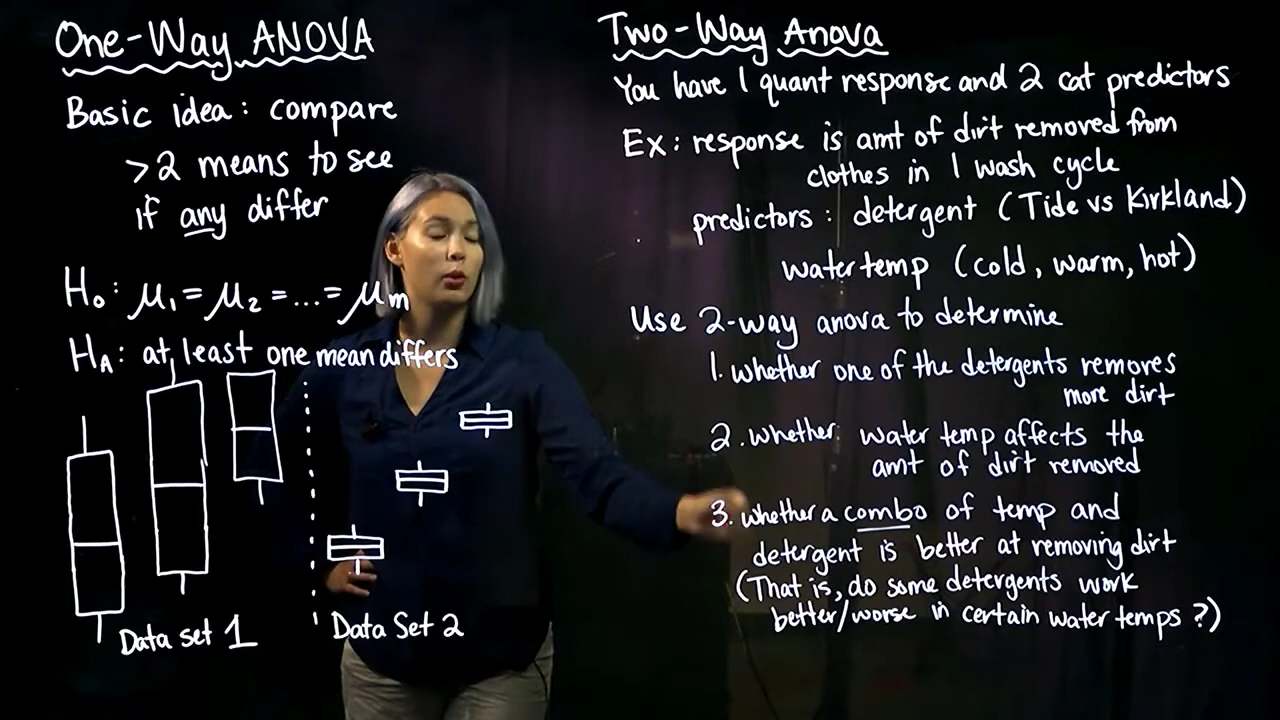 One-Way ANOVA
Basic idea: compare
>2 means to see
if any differ
H₀: μ₁ = μ₂ = ... = μₘ
H_A: at least one mean differs
Data set 1
Data Set 2
Two-Way Anova
You have 1 quant response and 2 cat predictors
Ex: response is amt of dirt removed from
clothes in 1 wash cycle
predictors: detergent (Tide vs Kirkland)
water temp (cold, warm, hot)
Use 2-way anova to determine
1. Whether one of the detergents removes
more dirt
2. Whether water temp affects the
amt of dirt removed
3. Whether a combo of temp and
detergent is better at removing dirt
(That is, do some detergents work
better/worse in certain water temps?)